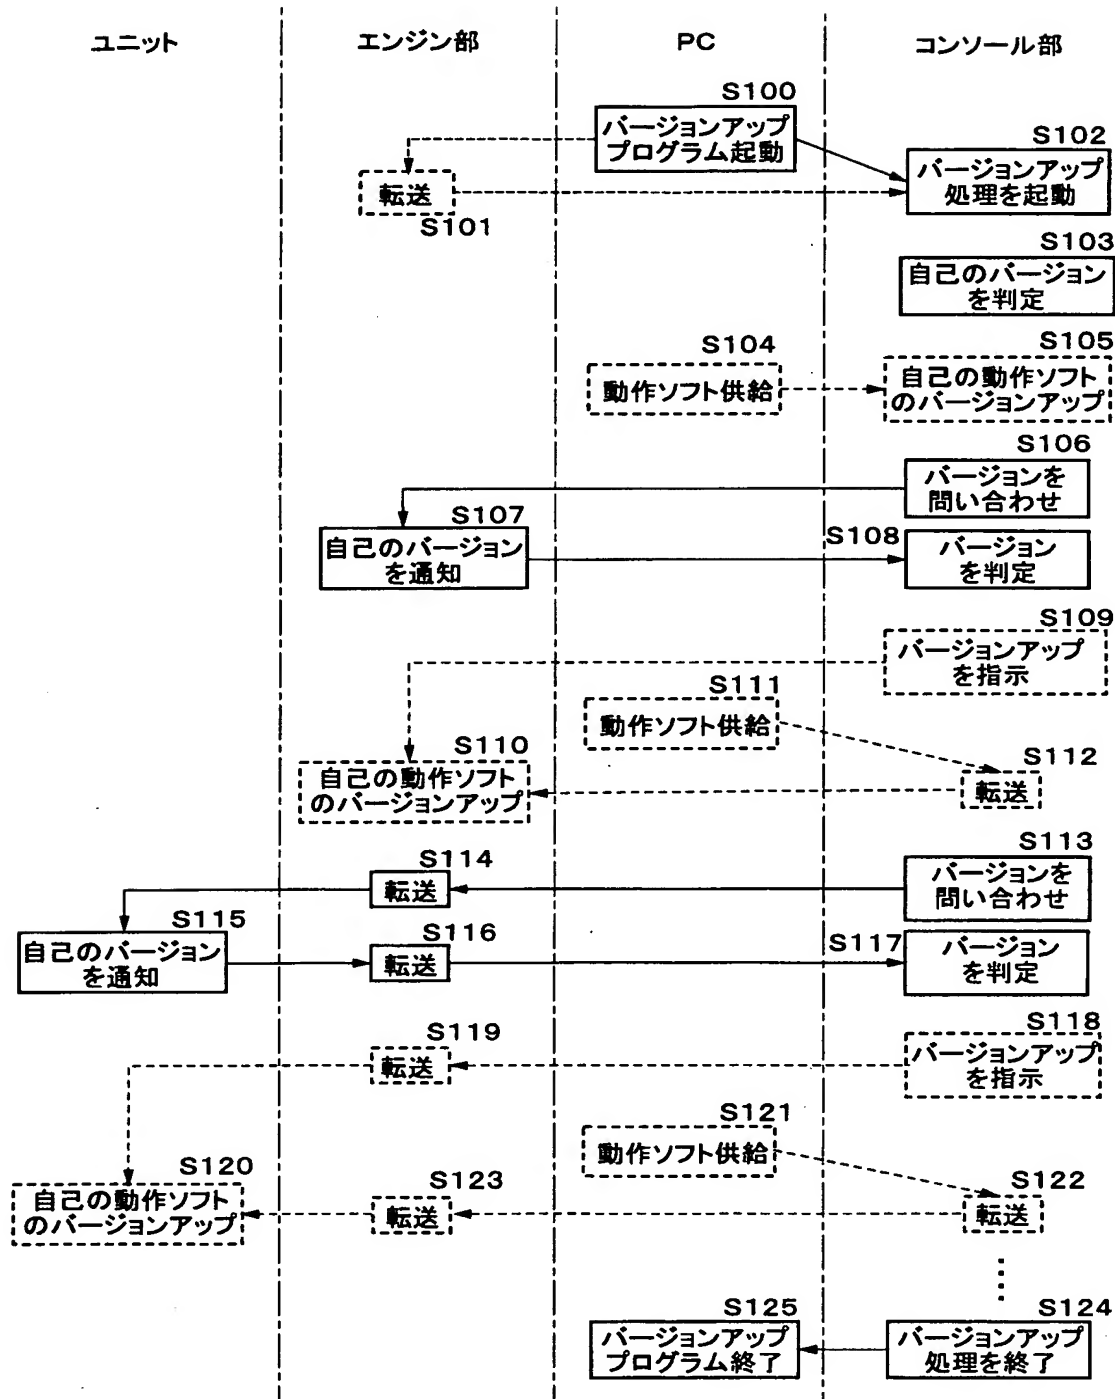 ユニット
エンジン部
PC
コンソール部
S100
バージョンアップ
プログラム起動
S102
バージョンアップ
処理を起動
転送
S101
S103
自己のバージョン
を判定
S104
動作ソフト供給
S105
自己の動作ソフト
のバージョンアップ
S106
バージョンを
問い合わせ
S107
自己のバージョン
を通知
S108
バージョン
を判定
S109
バージョンアップ
を指示
S111
動作ソフト供給
S110
自己の動作ソフト
のバージョンアップ
S112
転送
S113
バージョンを
問い合わせ
S114
転送
S115
自己のバージョン
を通知
S116
転送
S117
バージョン
を判定
S118
バージョンアップ
を指示
S119
転送
S121
動作ソフト供給
S120
自己の動作ソフト
のバージョンアップ
S123
転送
S122
転送
S125
バージョンアップ
プログラム終了
S124
バージョンアップ
処理を終了